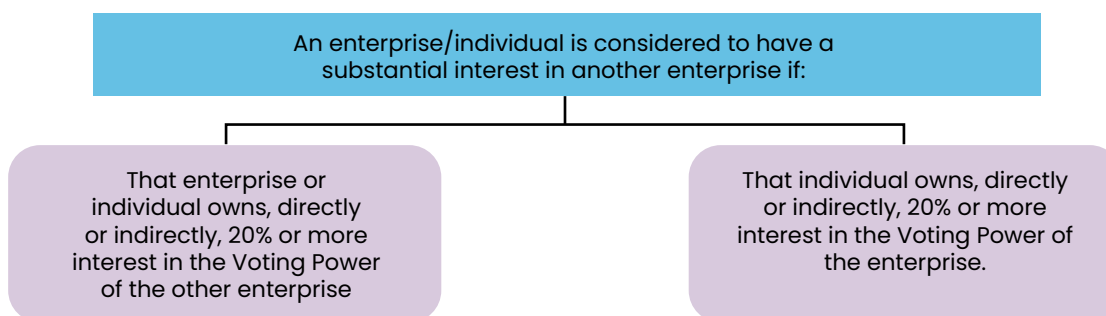 An enterprise/individual is considered to have a
substantial interest in another enterprise if:
That enterprise or
individual owns, directly
or indirectly, 20% or more
interest in the Voting Power
of the other enterprise
That individual owns, directly
or indirectly, 20% or more
interest in the Voting Power of
the enterprise.